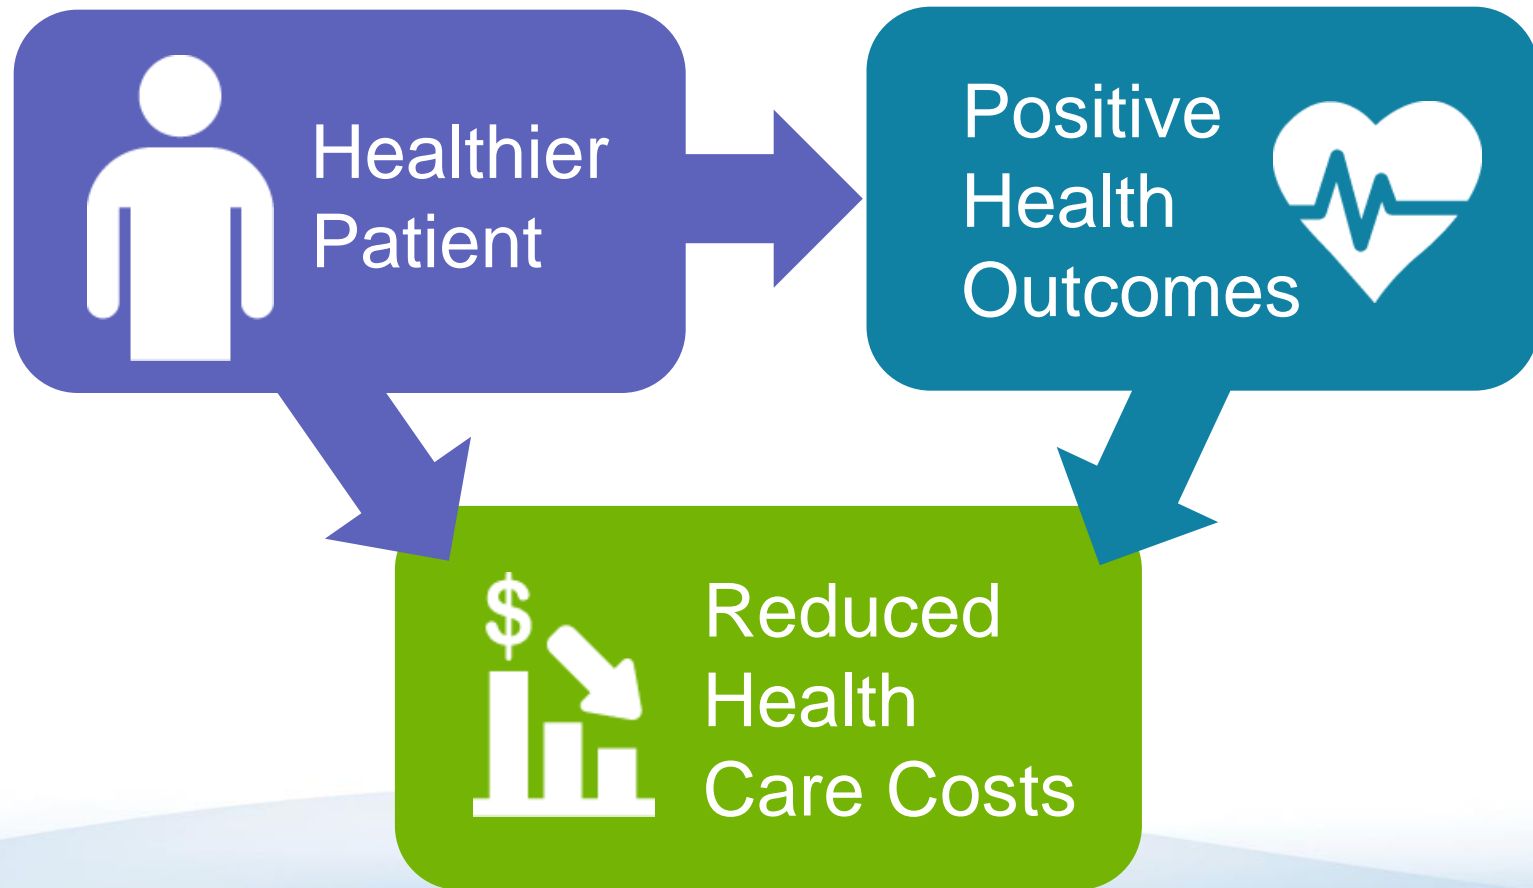 Healthier
Patient
Positive
Health
Outcomes
$
Reduced
Health
Care Costs